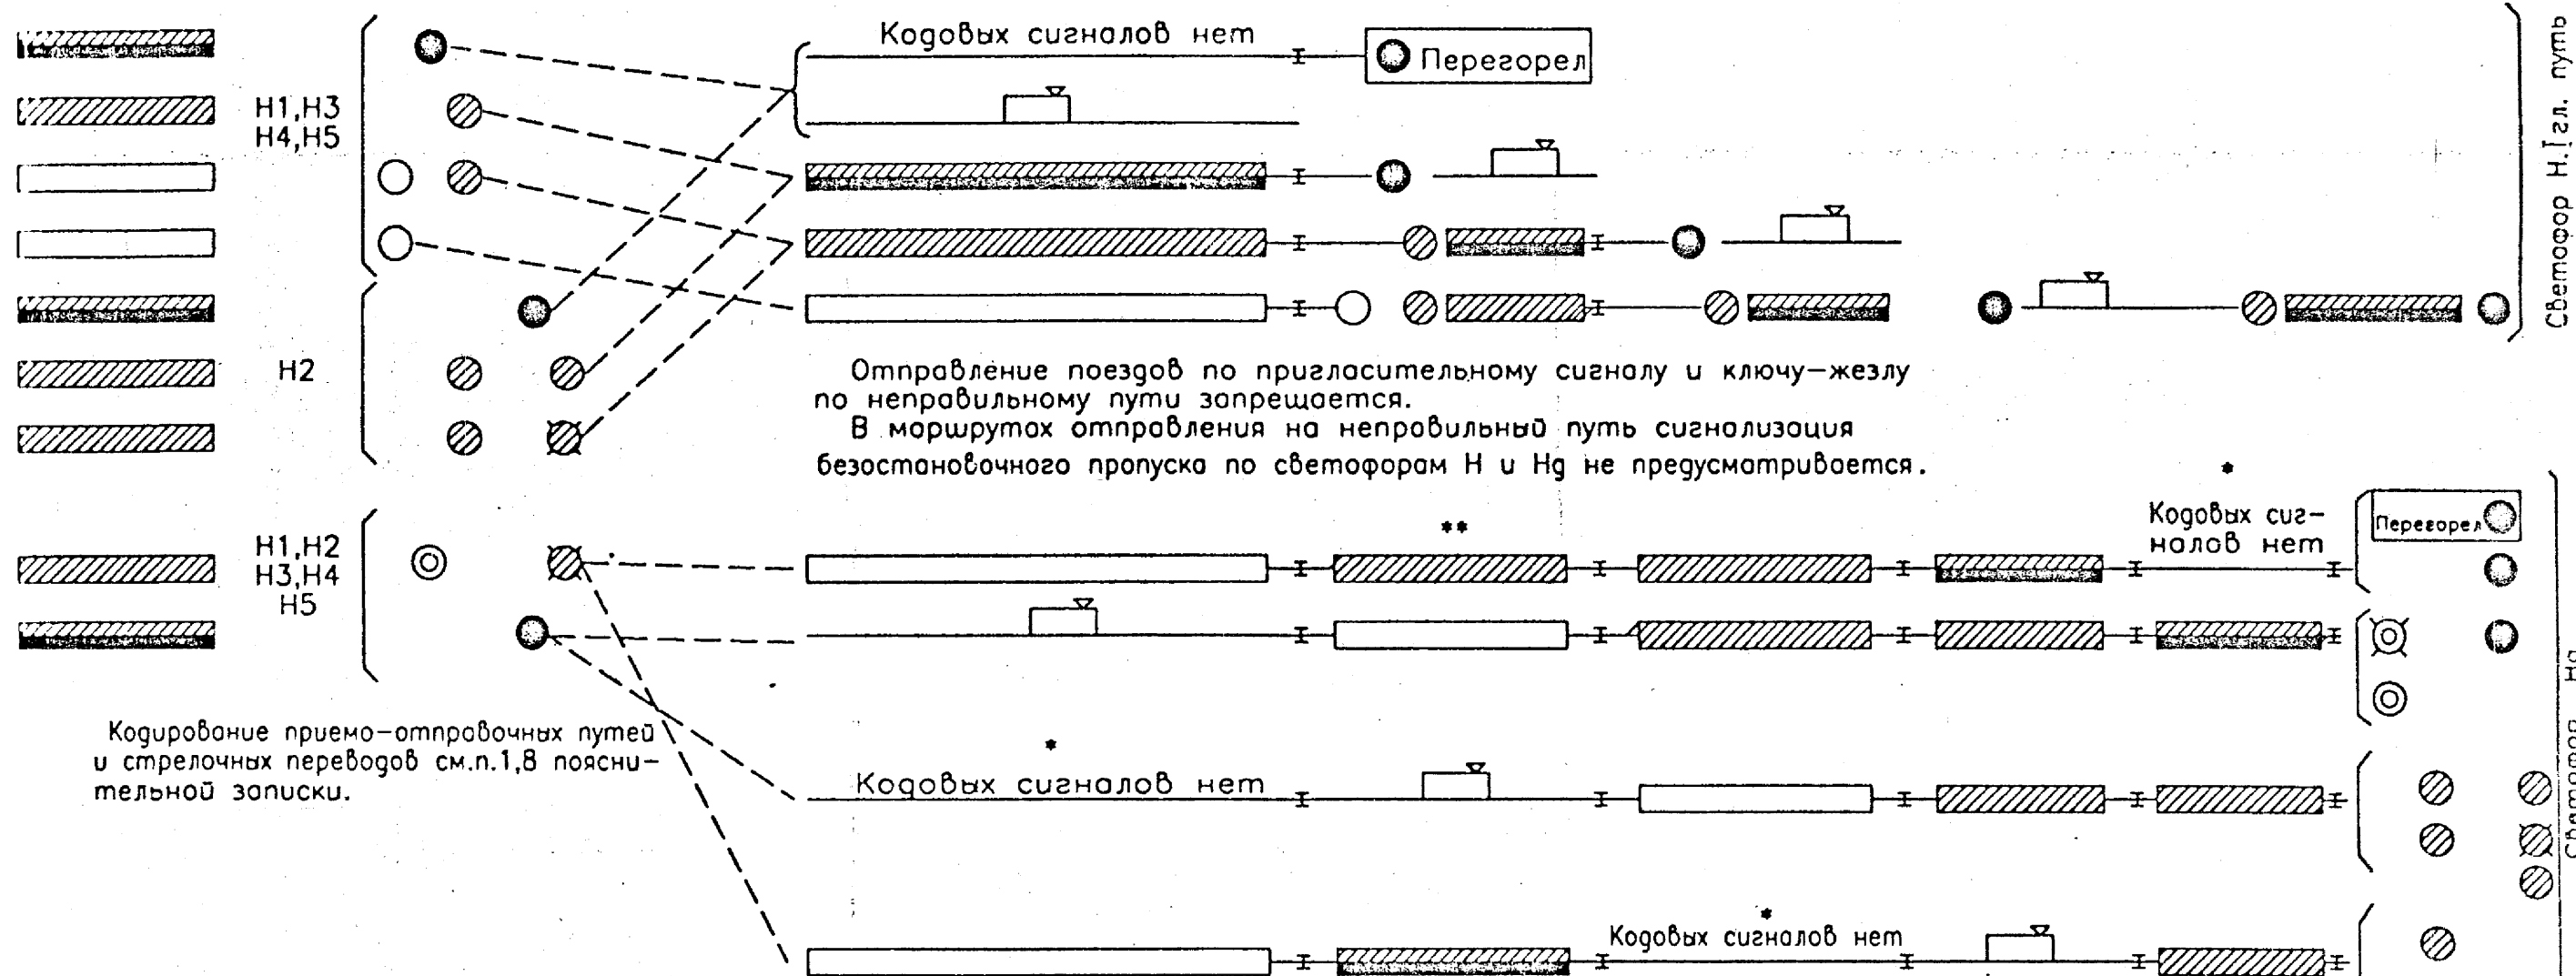 Кодовых сигналов нет
Перегорел
Н1,Н3
Н4,Н5
Светофор Н.Iгл. путь
Н2
Отправление поездов по пригласительному сигналу и ключу-жезлу
по неправильному пути запрещается.
В маршрутах отправления на неправильный путь сигнализация
безостановочного пропуска по светофорам Н и Нд не предусматривается.
*
Н1,Н2
Н3,Н4
Н5
**
Кодовых сиг-
налов нет
Перегорел
Светофор Нд
Кодирование приемо-отправочных путей
и стрелочных переводов см.п.1,8 поясни-
тельной записки.
*
Кодовых сигналов нет
*
Кодовых сигналов нет